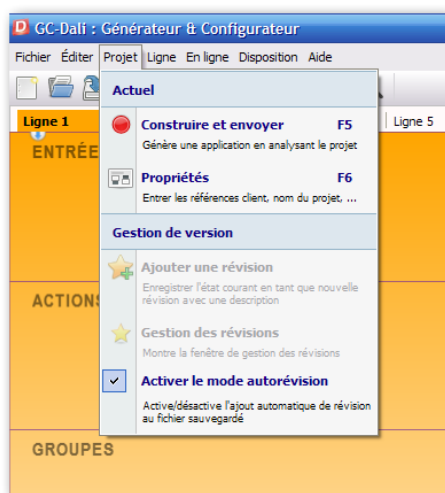 GC-Dali : Générateur & Configurateur
Fichier Éditer Projet Ligne En ligne Disposition Aide
Actuel
Ligne 1
Ligne 5
Construire et envoyer F5
Génère une application en analysant le projet
ENTRÉE
Propriétés F6
Entrer les références client, nom du projet, ...
Gestion de version
Ajouter une révision
Enregistrer l'état courant en tant que nouvelle
révision avec une description
ACTIONS
Gestion des révisions
Montre la fenêtre de gestion des révisions
Activer le mode autorévision
Active/désactive l'ajout automatique de révision
au fichier sauvegardé
GROUPES